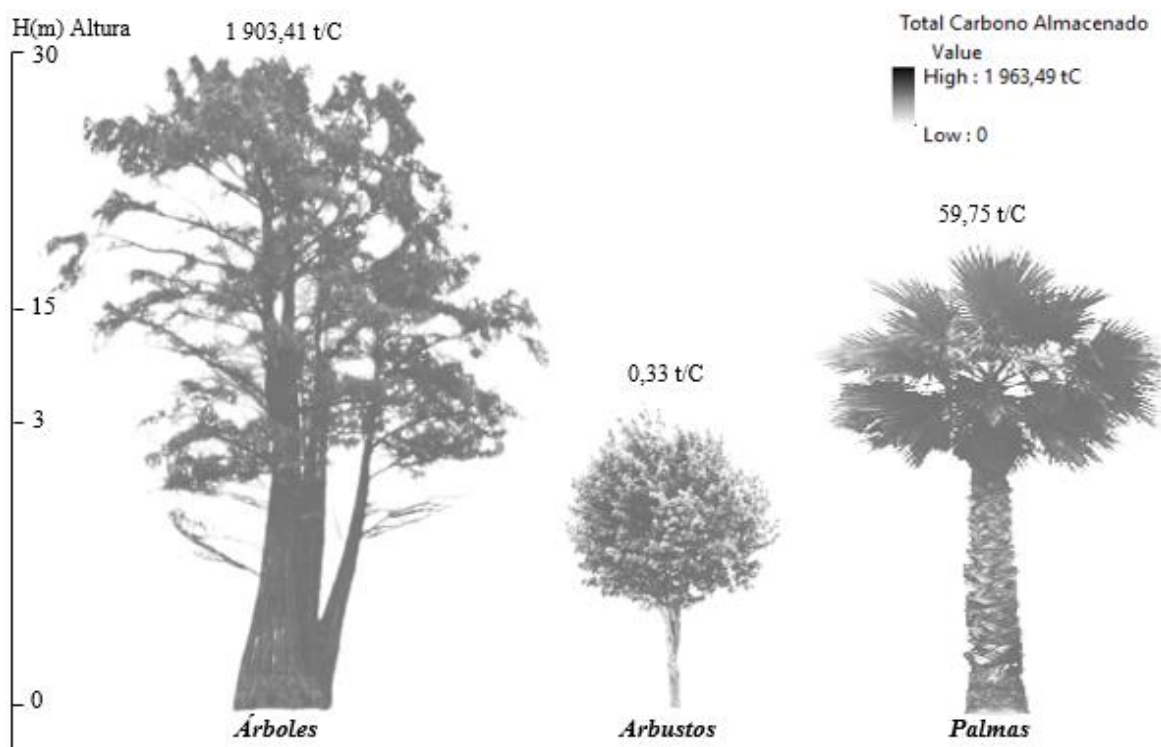 H(m) Altura
30
15
3
0
1 903,41 t/C
0,33 t/C
59,75 t/C
Total Carbono Almacenado
Value
High : 1 963,49 tC
Low : 0
Árboles
Arbustos
Palmas